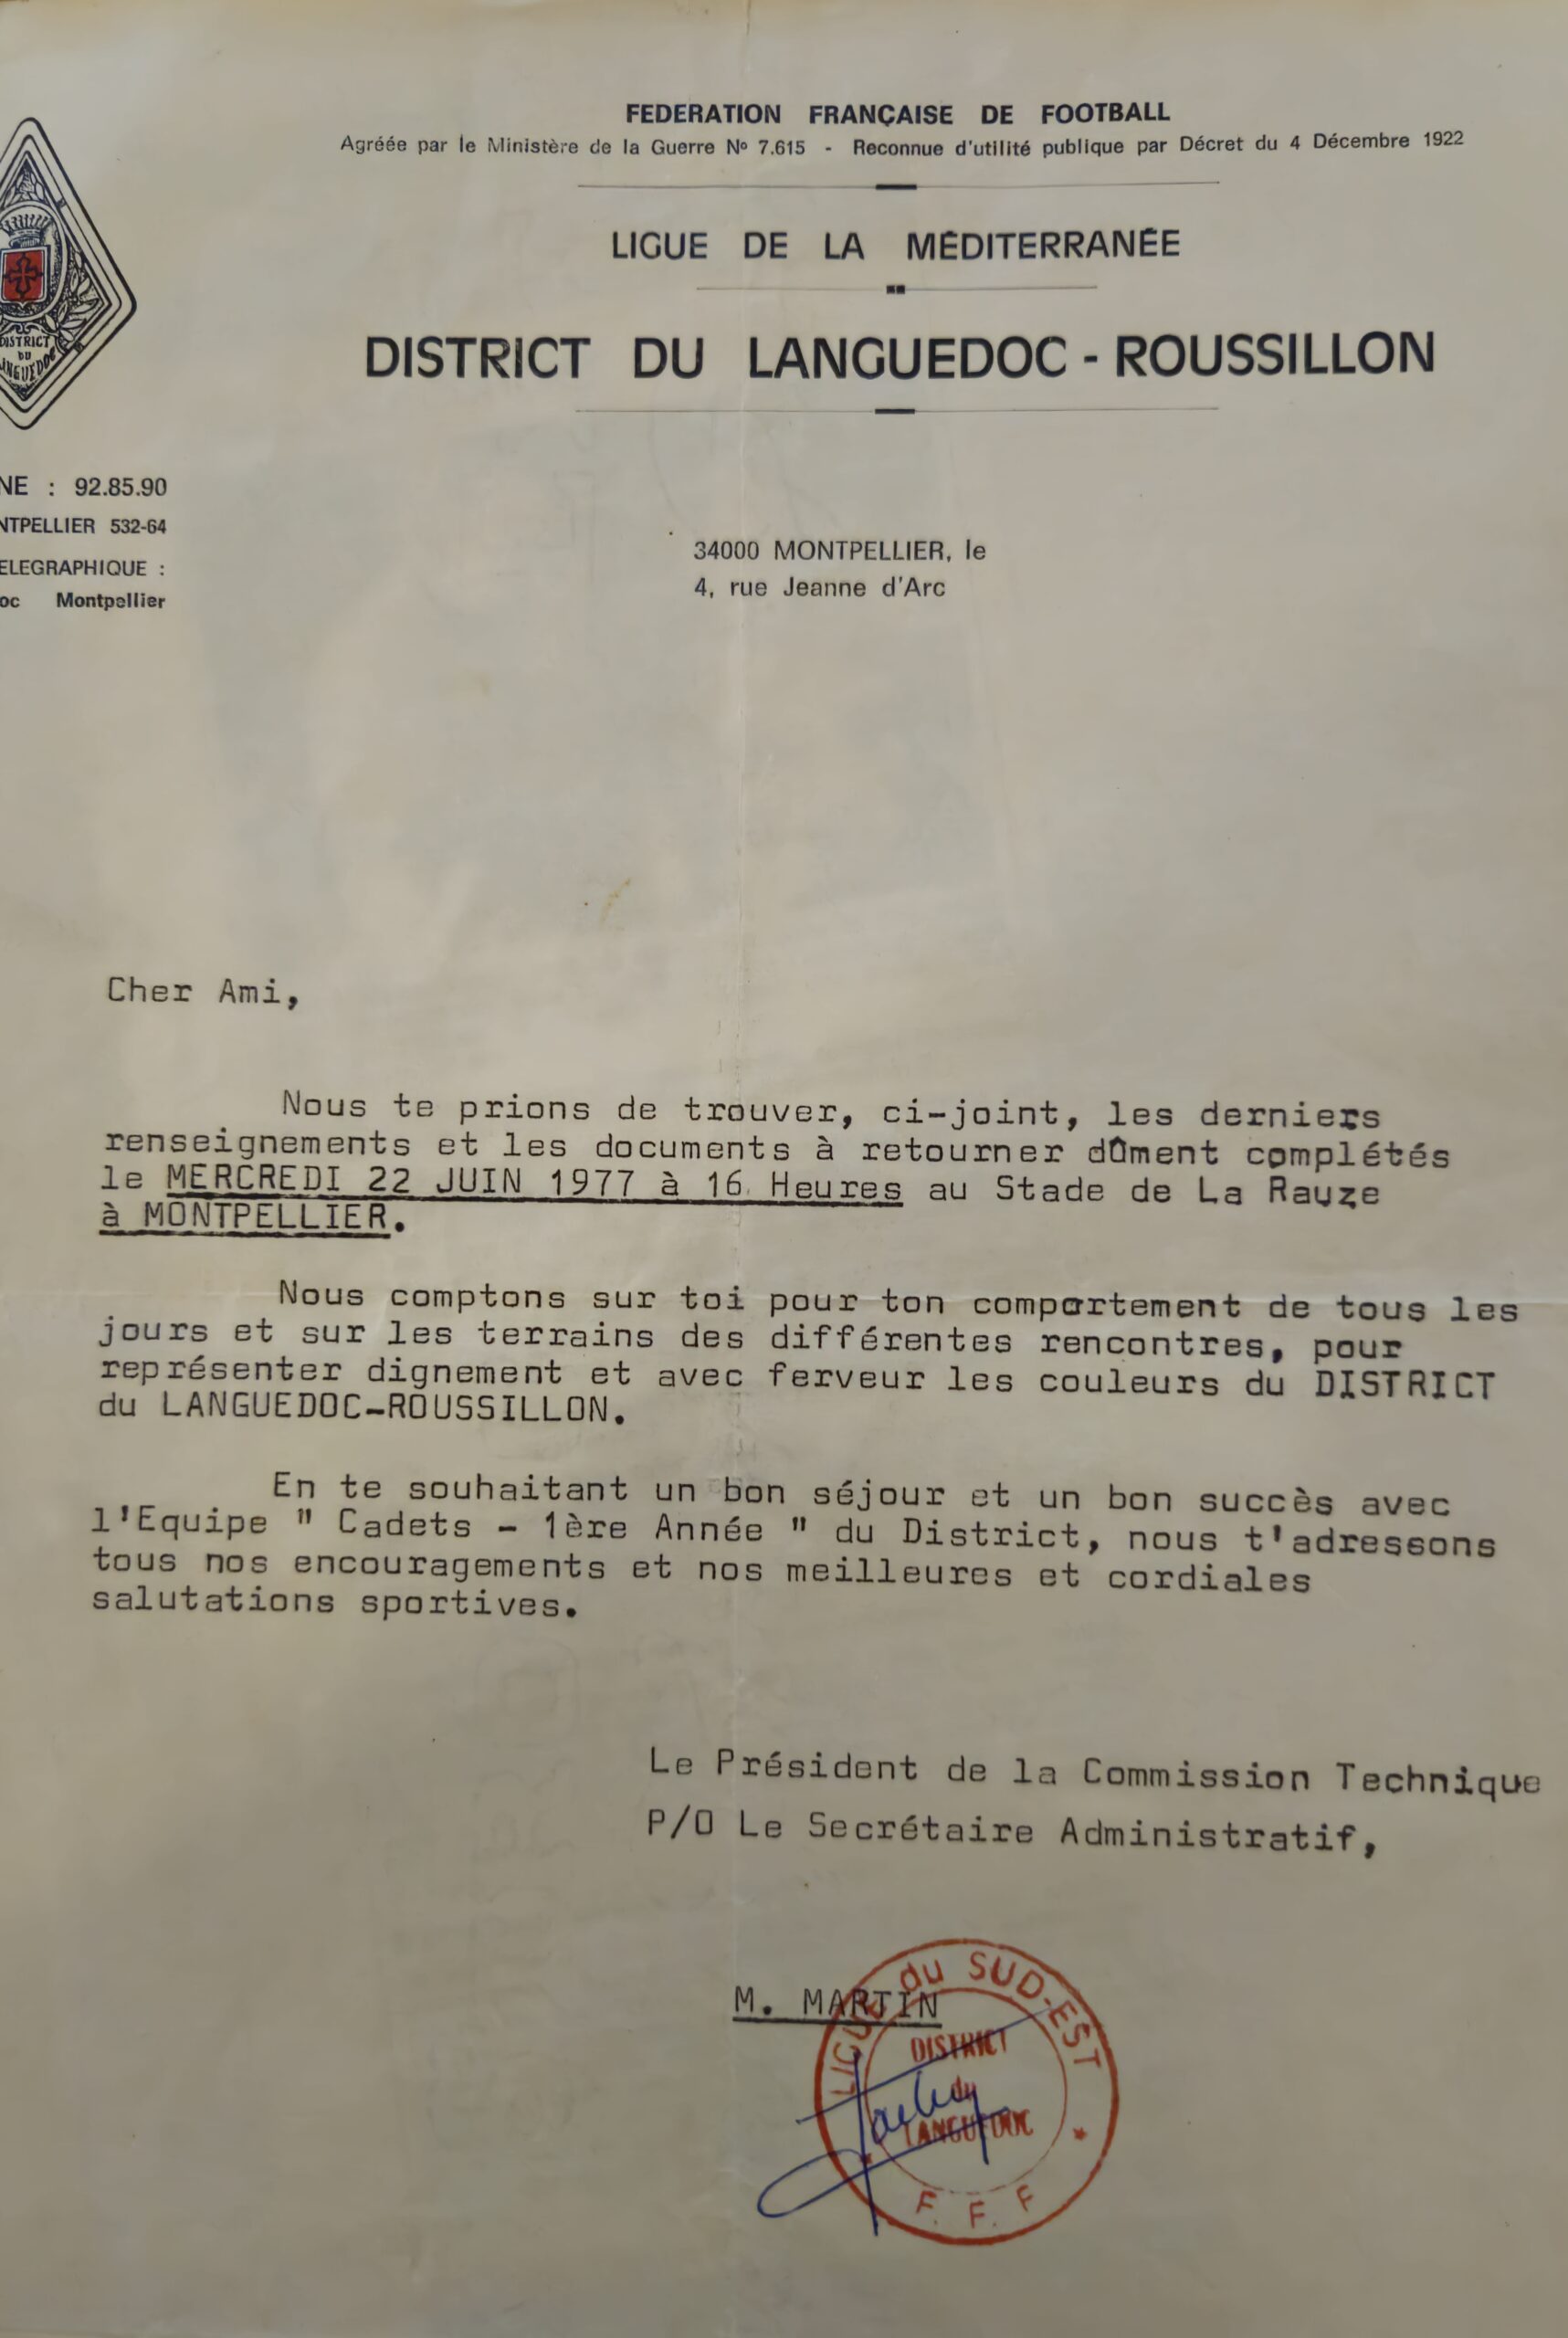 FEDERATION FRANÇAISE DE FOOTBALL
Agréée par le Ministère de la Guerre Nº 7.615 - Reconnue d'utilité publique par Décret du 4 Décembre 1922
LIGUE DE LA MÉDITERRANÉE
DISTRICT DU LANGUEDOC - ROUSSILLON
DISTRICT
DU
NGUEDOC
NE : 92.85.90
NTPELLIER 532-64
ELEGRAPHIQUE :
oc Montpellier
34000 MONTPELLIER, le
4, rue Jeanne d'Arc
Cher Ami,
Nous te prions de trouver, ci-joint, les derniers
renseignements et les documents à retourner dûment complétés
le MERCREDI 22 JUIN 1977 à 16 Heures au Stade de La Rauze
à MONTPELLIER.
Nous comptons sur toi pour ton comportement de tous les
jours et sur les terrains des différentes rencontres, pour
représenter dignement et avec ferveur les couleurs du DISTRICT
du LANGUEDOC-ROUSSILLON.
En te souhaitant un bon séjour et un bon succès avec
l'Equipe " Cadets - 1ère Année " du District, nous t'adressons
tous nos encouragements et nos meilleures et cordiales
salutations sportives.
Le Président de la Commission Technique
P/O Le Secrétaire Administratif,
M. MARTIN
LIGUE du SUD-EST
DISTRICT
du
LANGUEDOC
F. F. F